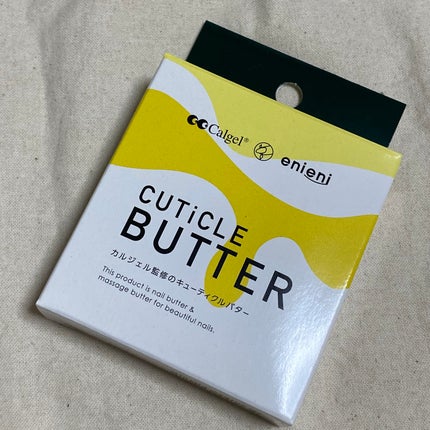 Calgel® enieni
CUTiCLE
BUTTER
カルジェル監修のキューティクルバター
This product is nail butter &
massage butter for beautiful nails.